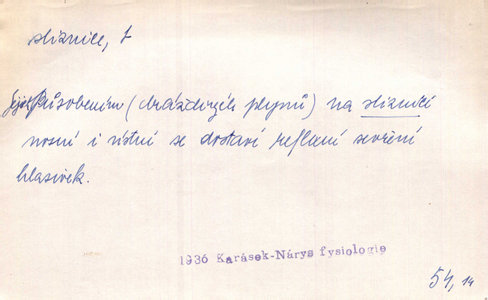 sliznice, f
Jejich působením (dráždivých plynů) na sliznici
nosní i ústní se dostaví reflexní sevření
hlasivek.
1936 Karásek-Nárys fysiologie
54, 14